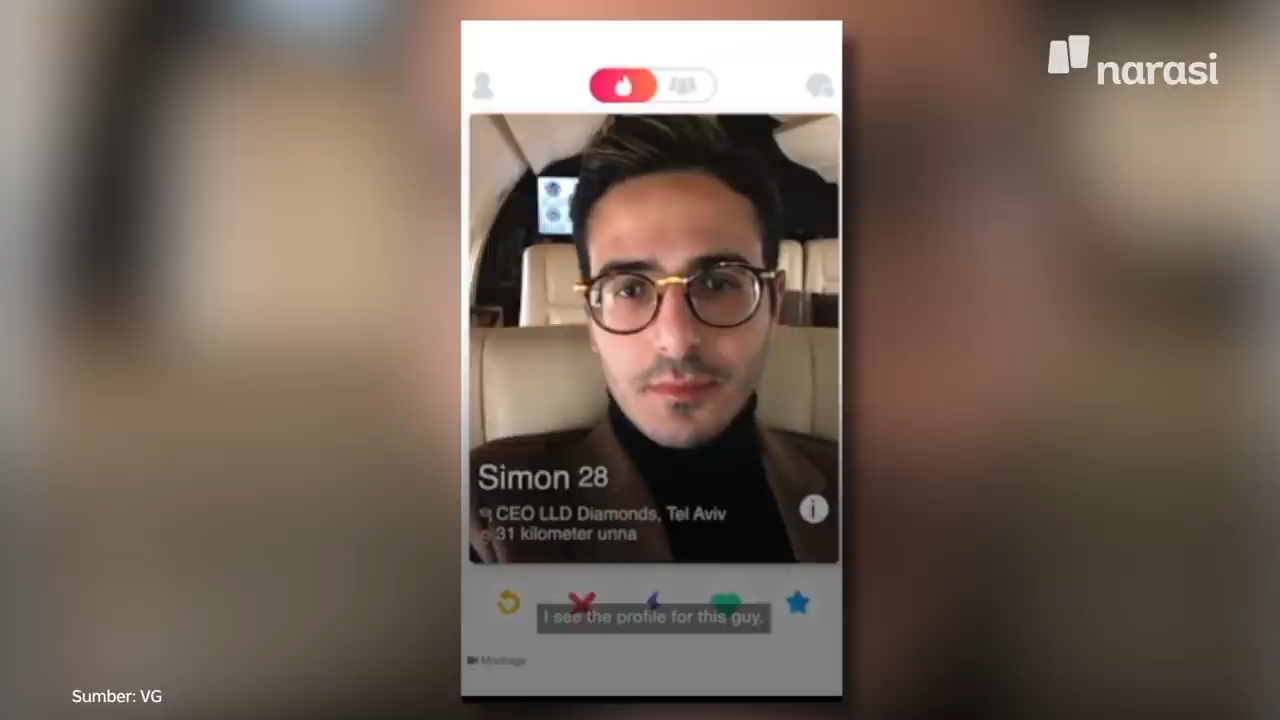 narasi
Simon 28
CEO LLD Diamonds, Tel Aviv
31 kilometer unna
i
I see the profile for this guy.
Montasje
Sumber: VG